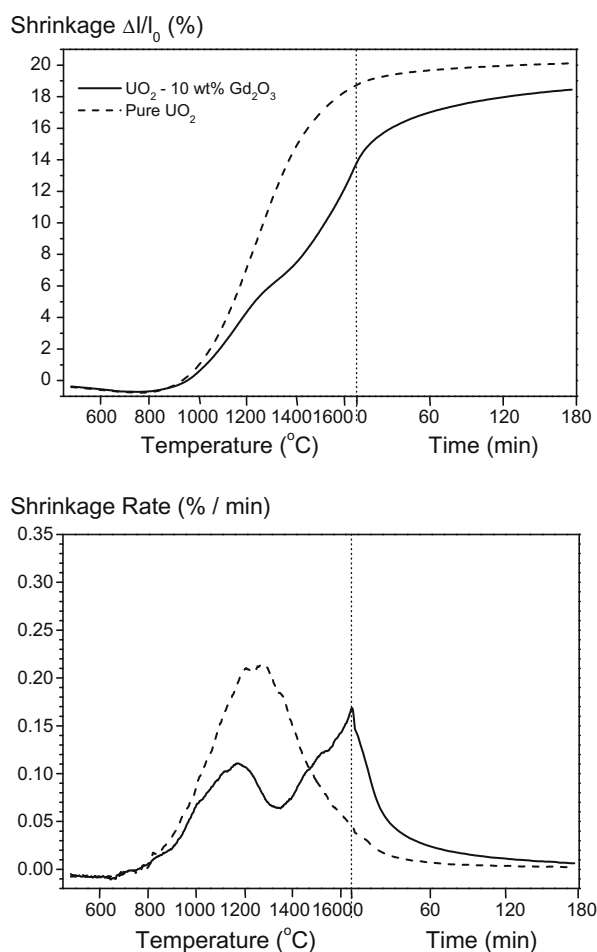 Shrinkage Δl/l₀ (%)
20
18
16
14
12
10
8
6
4
2
0
UO₂ - 10 wt% Gd₂O₃
Pure UO₂
600 800 1000 1200 1400 1600 0 60 120 180
Temperature (°C) Time (min)
Shrinkage Rate (% / min)
0.35
0.30
0.25
0.20
0.15
0.10
0.05
0.00
600 800 1000 1200 1400 1600 0 60 120 180
Temperature (°C) Time (min)